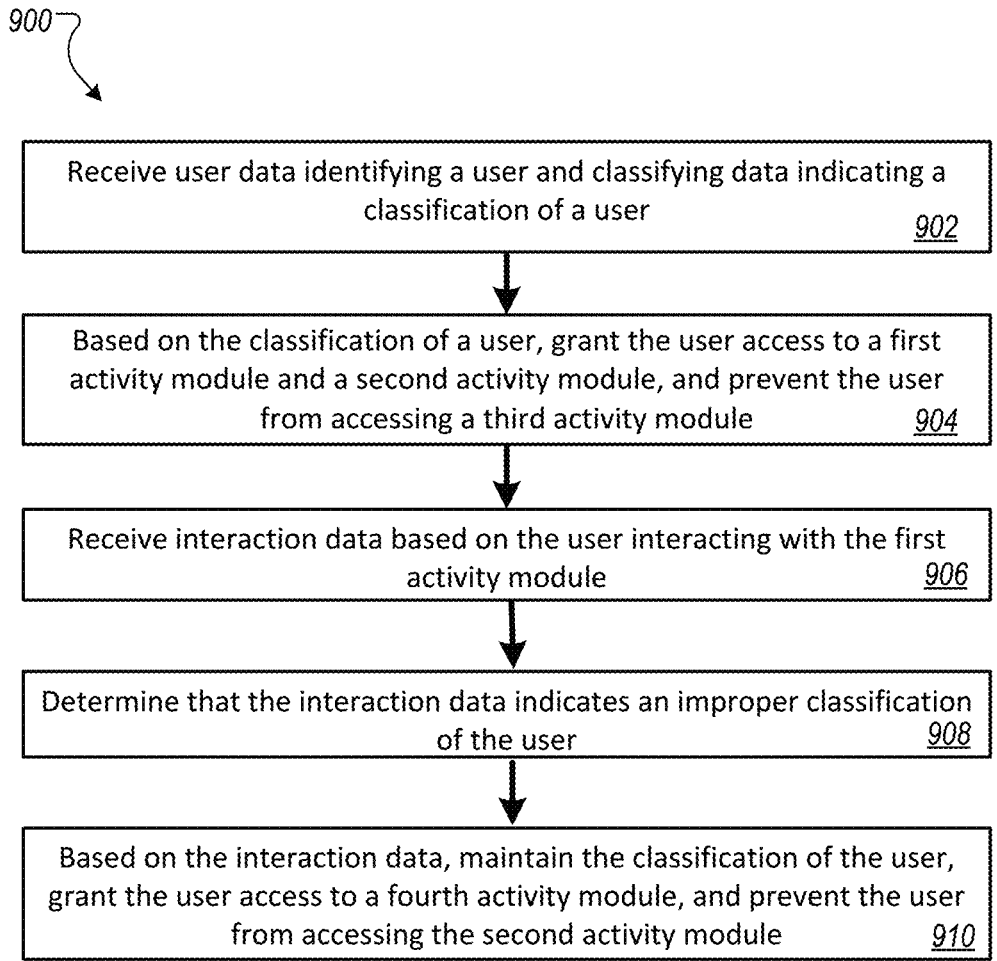 900
Receive user data identifying a user and classifying data indicating a
classification of a user
902
Based on the classification of a user, grant the user access to a first
activity module and a second activity module, and prevent the user
from accessing a third activity module
904
Receive interaction data based on the user interacting with the first
activity module
906
Determine that the interaction data indicates an improper classification
of the user
908
Based on the interaction data, maintain the classification of the user,
grant the user access to a fourth activity module, and prevent the user
from accessing the second activity module
910